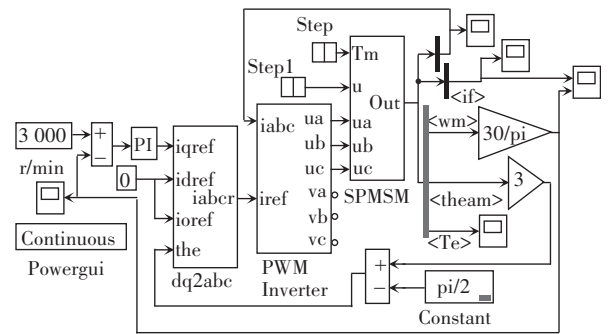 Step
Tm
Step1
u
Out
iabc
ua
ub
uc
ua
ub
uc
SPMSM
<if>
<wm>
30/pi
3 000
+
−
r/min
PI
0
iqref
idref
iabcr
ioref
the
dq2abc
iref
va
vb
vc
PWM
Inverter
<theam>
3
<Te>
Continuous
Powergui
+
−
pi/2
Constant